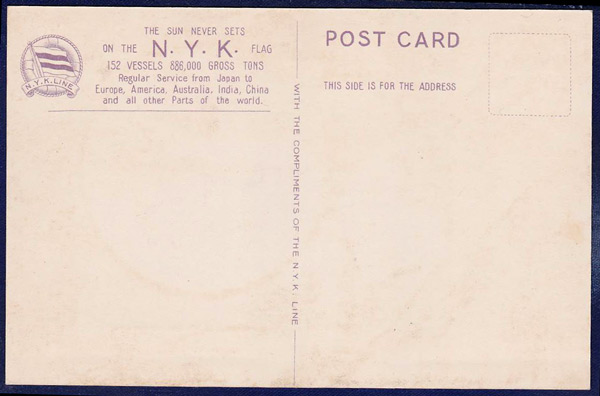 THE SUN NEVER SETS
ON THE N. Y. K. FLAG
152 VESSELS 886,000 GROSS TONS
Regular Service from Japan to
Europe, America, Australia, India, China
and all other Parts of the world.
N.Y.K.LINE
WITH THE COMPLIMENTS OF THE N.Y.K. LINE
POST CARD
THIS SIDE IS FOR THE ADDRESS